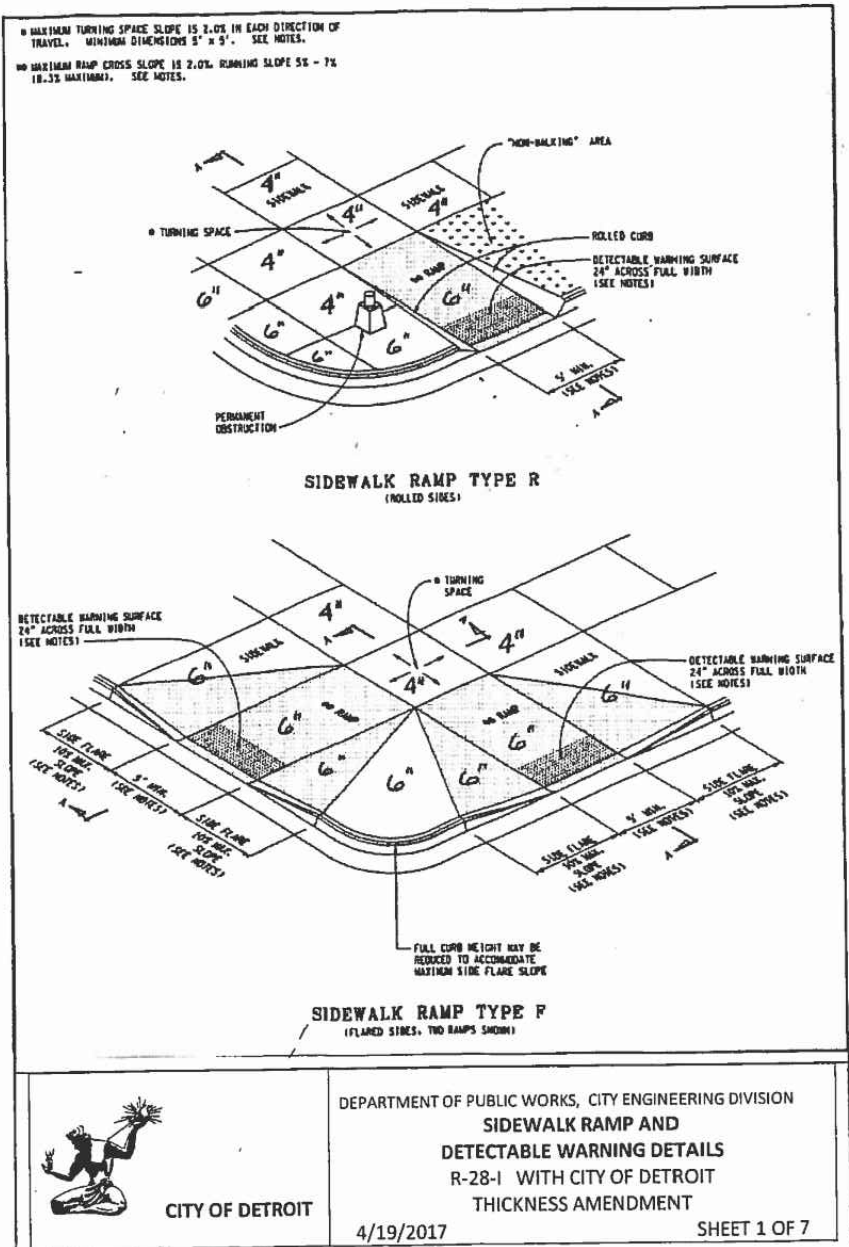 * MAXIMUM TURNING SPACE SLOPE IS 2.0% IN EACH DIRECTION OF
TRAVEL. MINIMUM DIMENSIONS 5' x 5'. SEE NOTES.
** MAXIMUM RAMP CROSS SLOPE IS 2.0%, RUNNING SLOPE 5% - 7%
(8.3% MAXIMUM). SEE NOTES.
"NON-WALKING" AREA
A
4"
SIDEWALK
SIDEWALK
4"
4"
* TURNING SPACE
ROLLED CURB
4"
DETECTABLE WARNING SURFACE
24" ACROSS FULL WIDTH
(SEE NOTES)
** RAMP
6"
6"
4"
6"
6"
6"
5' MIN.
(SEE NOTES)
A
PERMANENT
OBSTRUCTION
SIDEWALK RAMP TYPE R
(ROLLED SIDES)
* TURNING
SPACE
DETECTABLE WARNING SURFACE
24" ACROSS FULL WIDTH
(SEE NOTES)
4"
A
A
4"
SIDEWALK
SIDEWALK
DETECTABLE WARNING SURFACE
24" ACROSS FULL WIDTH
(SEE NOTES)
6"
4"
6"
** RAMP
6"
** RAMP
6"
6"
6"
6"
SIDE FLARE
10% MAX.
SLOPE
(SEE NOTES)
5' MIN.
(SEE NOTES)
SIDE FLARE
10% MAX.
SLOPE
(SEE NOTES)
A
SIDE FLARE
10% MAX.
SLOPE
(SEE NOTES)
5' MIN.
(SEE NOTES)
SIDE FLARE
10% MAX.
SLOPE
(SEE NOTES)
A
FULL CURB HEIGHT MAY BE
REDUCED TO ACCOMMODATE
MAXIMUM SIDE FLARE SLOPE
SIDEWALK RAMP TYPE F
(FLARED SIDES, TWO RAMPS SHOWN)
CITY OF DETROIT
DEPARTMENT OF PUBLIC WORKS, CITY ENGINEERING DIVISION
SIDEWALK RAMP AND
DETECTABLE WARNING DETAILS
R-28-I WITH CITY OF DETROIT
THICKNESS AMENDMENT
4/19/2017
SHEET 1 OF 7